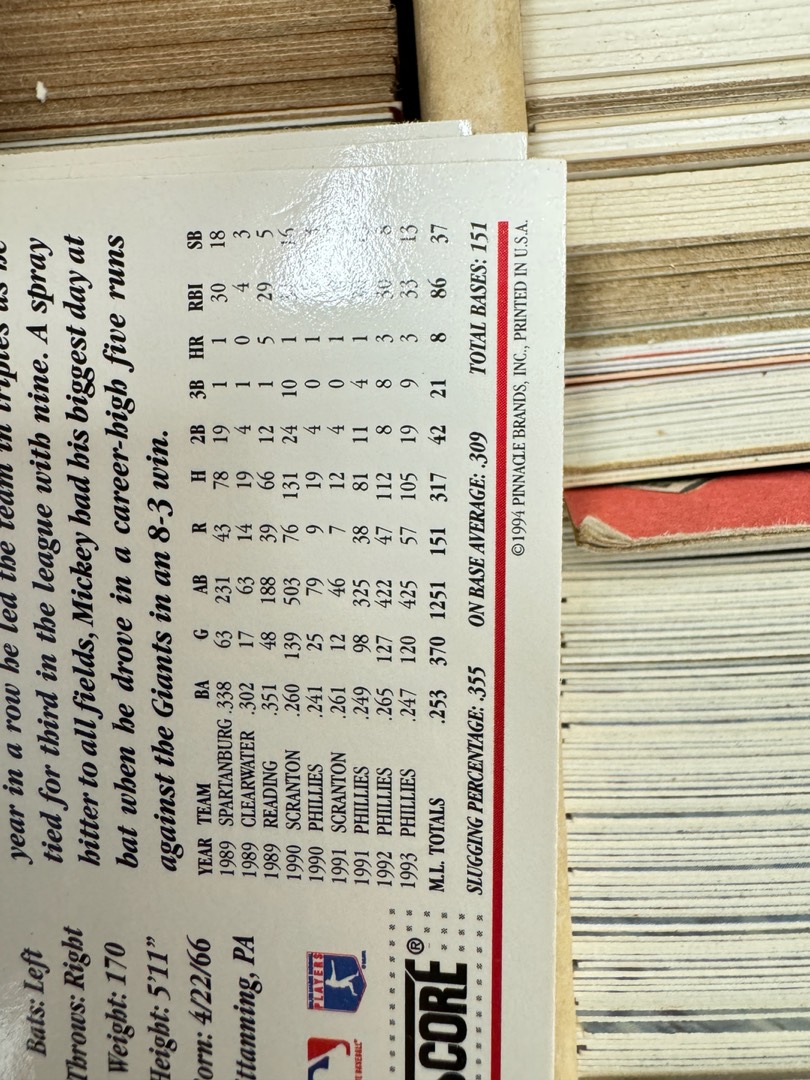 year in a row he led the team in triples as he
tied for third in the league with nine. A spray
hitter to all fields, Mickey had his biggest day at
bat when he drove in a career-high five runs
against the Giants in an 8-3 win.
Bats: Left
Throws: Right
Weight: 170
Height: 5'11"
4/22/66
PA
YEAR TEAM BA G AB R H 2B 3B HR RBI SB
1989 SPARTANBURG .338 63 231 43 78 19 1 1 30 18
1989 CLEARWATER .302 17 63 14 19 4 1 0 4 3
1989 READING .351 48 188 39 66 12 1 5 29 5
1990 SCRANTON .260 139 503 76 131 24 10 1
1990 PHILLIES .241 25 79 9 19 4 0 1
1991 SCRANTON .261 12 46 7 12 4 0 1
1991 PHILLIES .249 98 325 38 81 11 4 1
1992 PHILLIES .265 127 422 47 112 8 8 3 30 8
1993 PHILLIES .247 120 425 57 105 19 9 3 33 13
M.L. TOTALS .253 370 1251 151 317 42 21 8 86 37
SLUGGING PERCENTAGE: .355 ON BASE AVERAGE: .309 TOTAL BASES: 151
©1994 PINNACLE BRANDS, INC., PRINTED IN U.S.A.
PLAYERS
SCORE®